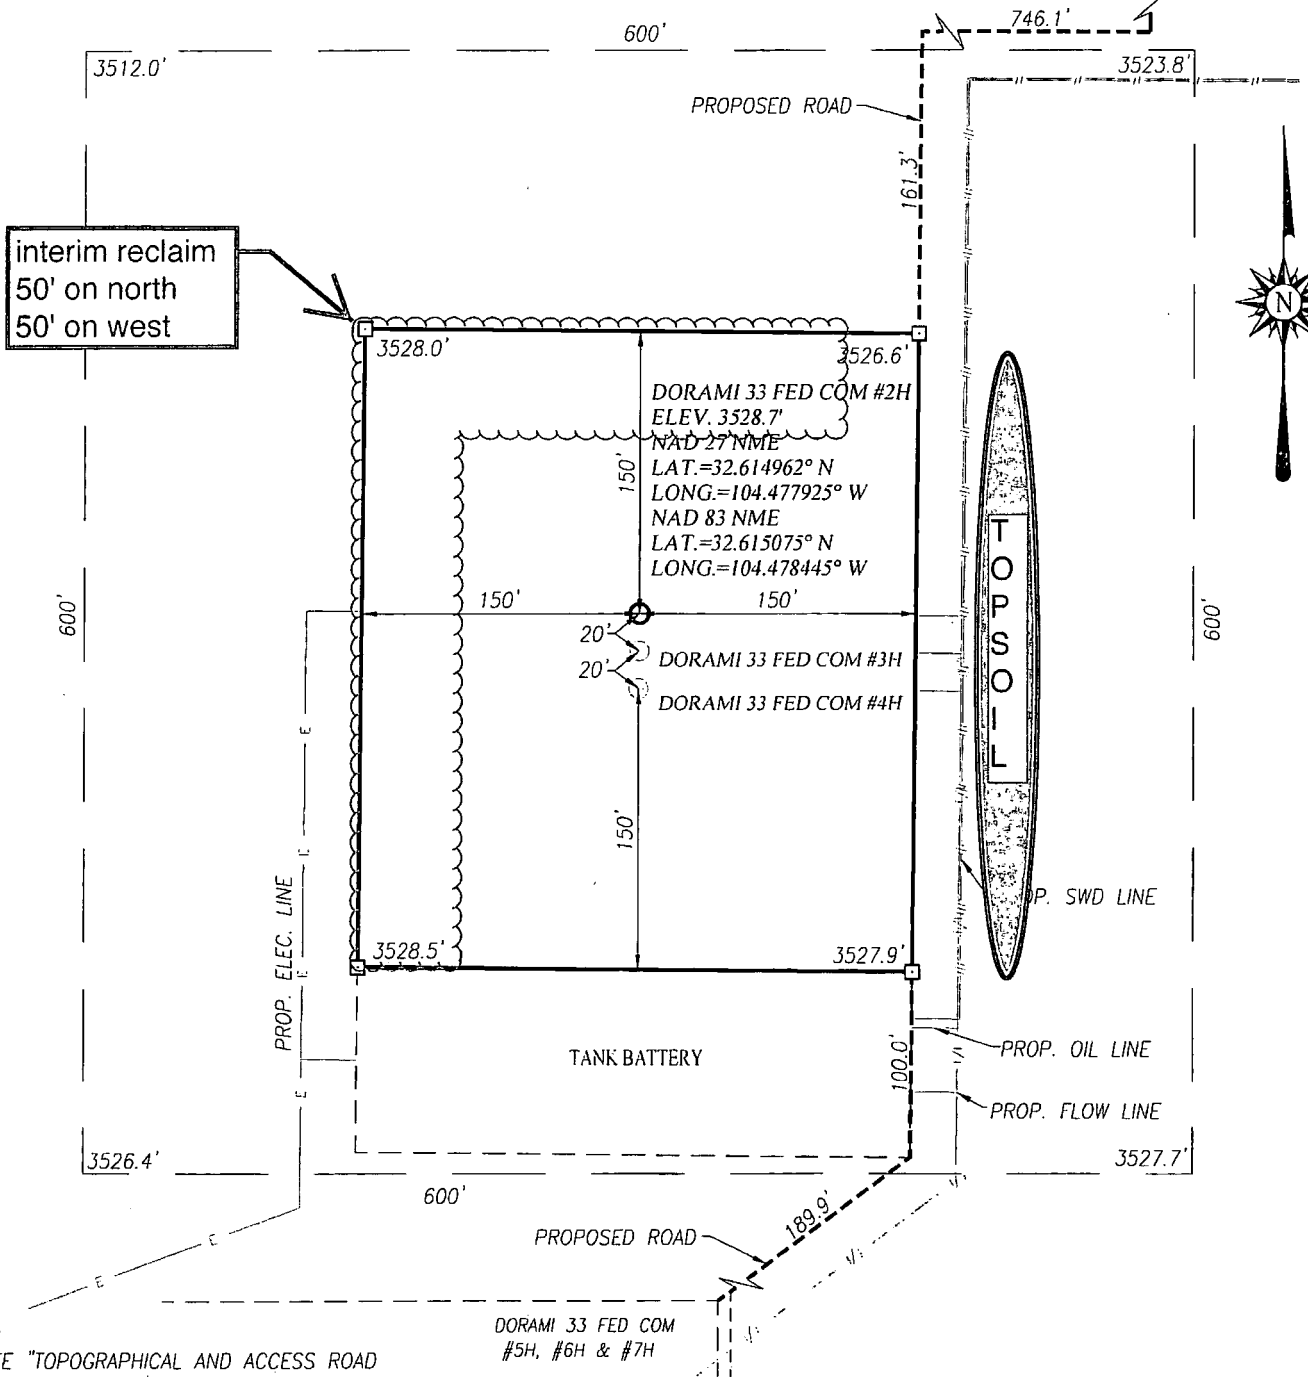 600'
746.1'
3512.0'
3523.8'
PROPOSED ROAD
161.3'
interim reclaim
50' on north
50' on west
N
3528.0'
3526.6'
DORAMI 33 FED COM #2H
ELEV. 3528.7'
NAD 27 NME
LAT.=32.614962° N
LONG.=104.477925° W
NAD 83 NME
LAT.=32.615075° N
LONG.=104.478445° W
150'
TOPSOIL
600'
150'
150'
600'
20'
DORAMI 33 FED COM #3H
20'
DORAMI 33 FED COM #4H
E
150'
E
PROP. ELEC. LINE
P. SWD LINE
3528.5'
3527.9'
E
TANK BATTERY
100.0'
PROP. OIL LINE
E
PROP. FLOW LINE
3526.4'
3527.7'
600'
189.9'
PROPOSED ROAD
E
E
DORAMI 33 FED COM
#5H, #6H & #7H
"TOPOGRAPHICAL AND ACCESS ROAD